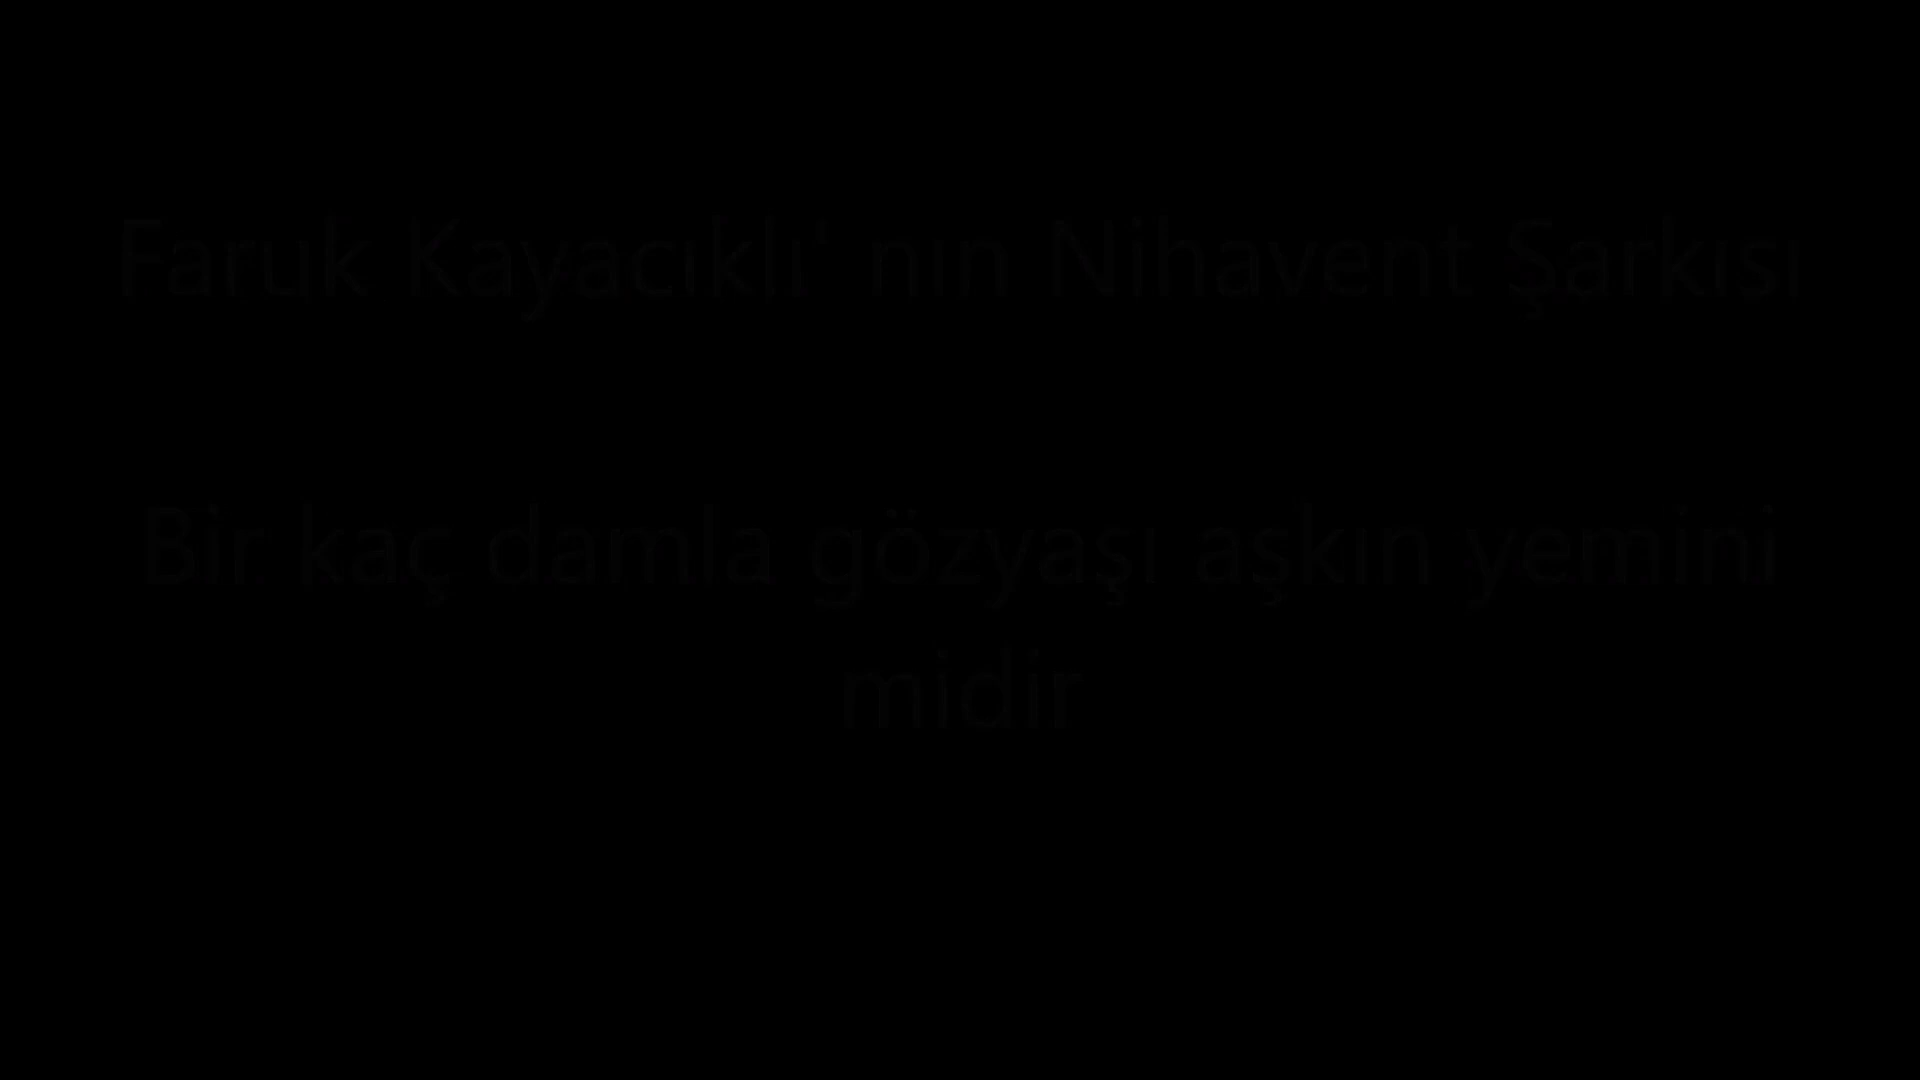 Faruk Kayacıklı' nın Nihavent Şarkısı
Bir kaç damla gözyaşı aşkın yemini
midir